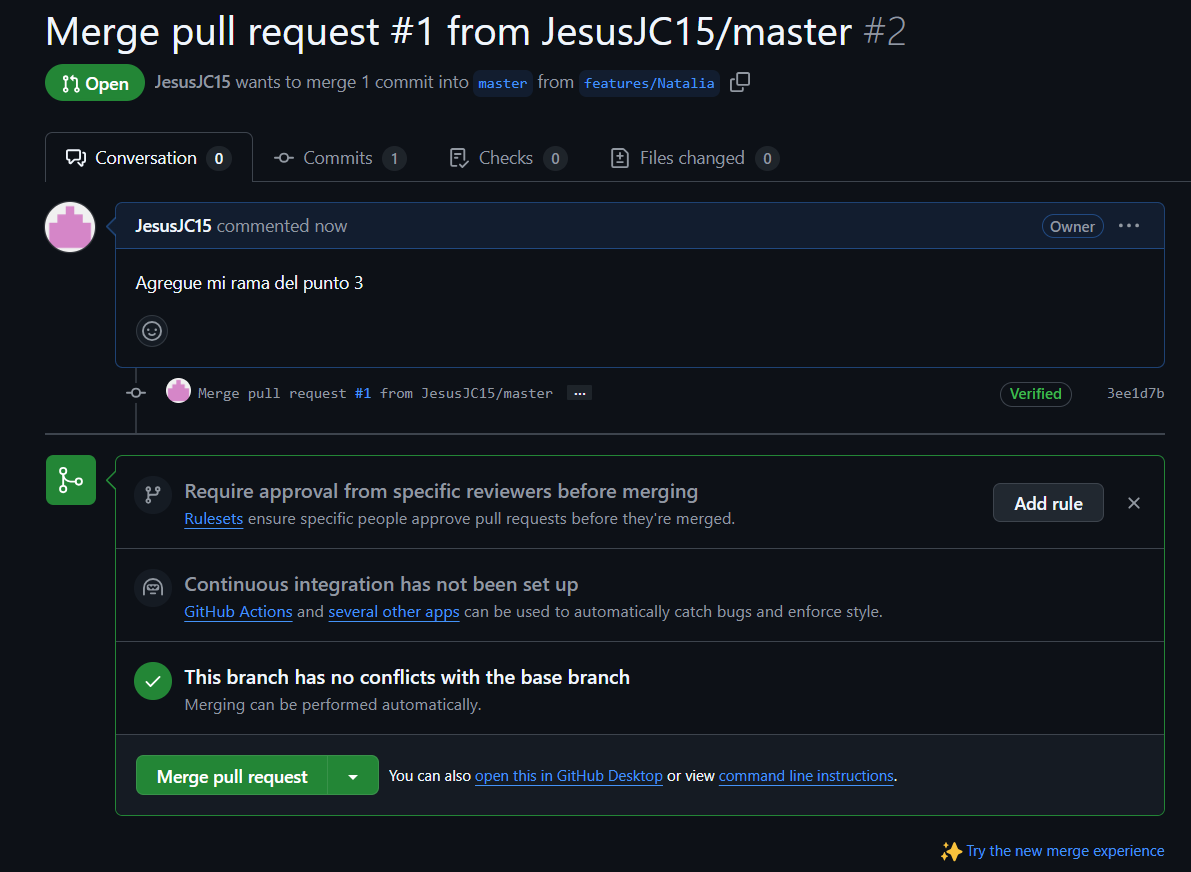 Merge pull request #1 from JesusJC15/master #2
Open JesusJC15 wants to merge 1 commit into master from features/Natalia
Conversation 0 Commits 1 Checks 0 Files changed 0
JesusJC15 commented now Owner
Agregue mi rama del punto 3
Merge pull request #1 from JesusJC15/master ... Verified 3ee1d7b
Require approval from specific reviewers before merging
Rulesets ensure specific people approve pull requests before they're merged.
Add rule
Continuous integration has not been set up
GitHub Actions and several other apps can be used to automatically catch bugs and enforce style.
This branch has no conflicts with the base branch
Merging can be performed automatically.
Merge pull request You can also open this in GitHub Desktop or view command line instructions.
Try the new merge experience